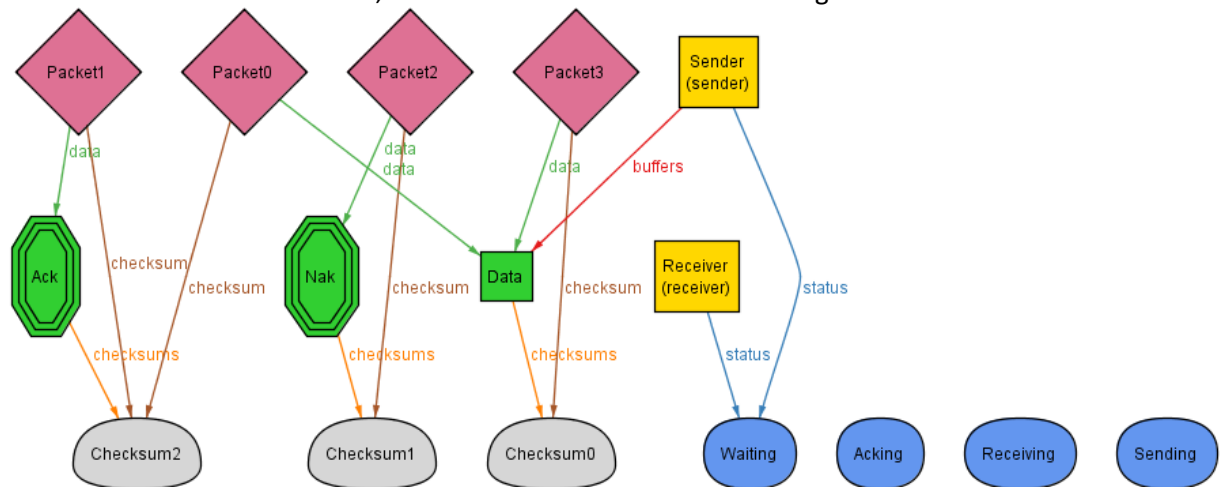 Packet1
Packet0
Packet2
Packet3
Sender
(sender)
data
data
data
data
buffers
Ack
Nak
Data
Receiver
(receiver)
checksum
checksum
checksum
checksum
status
checksums
checksums
checksums
status
Checksum2
Checksum1
Checksum0
Waiting
Acking
Receiving
Sending